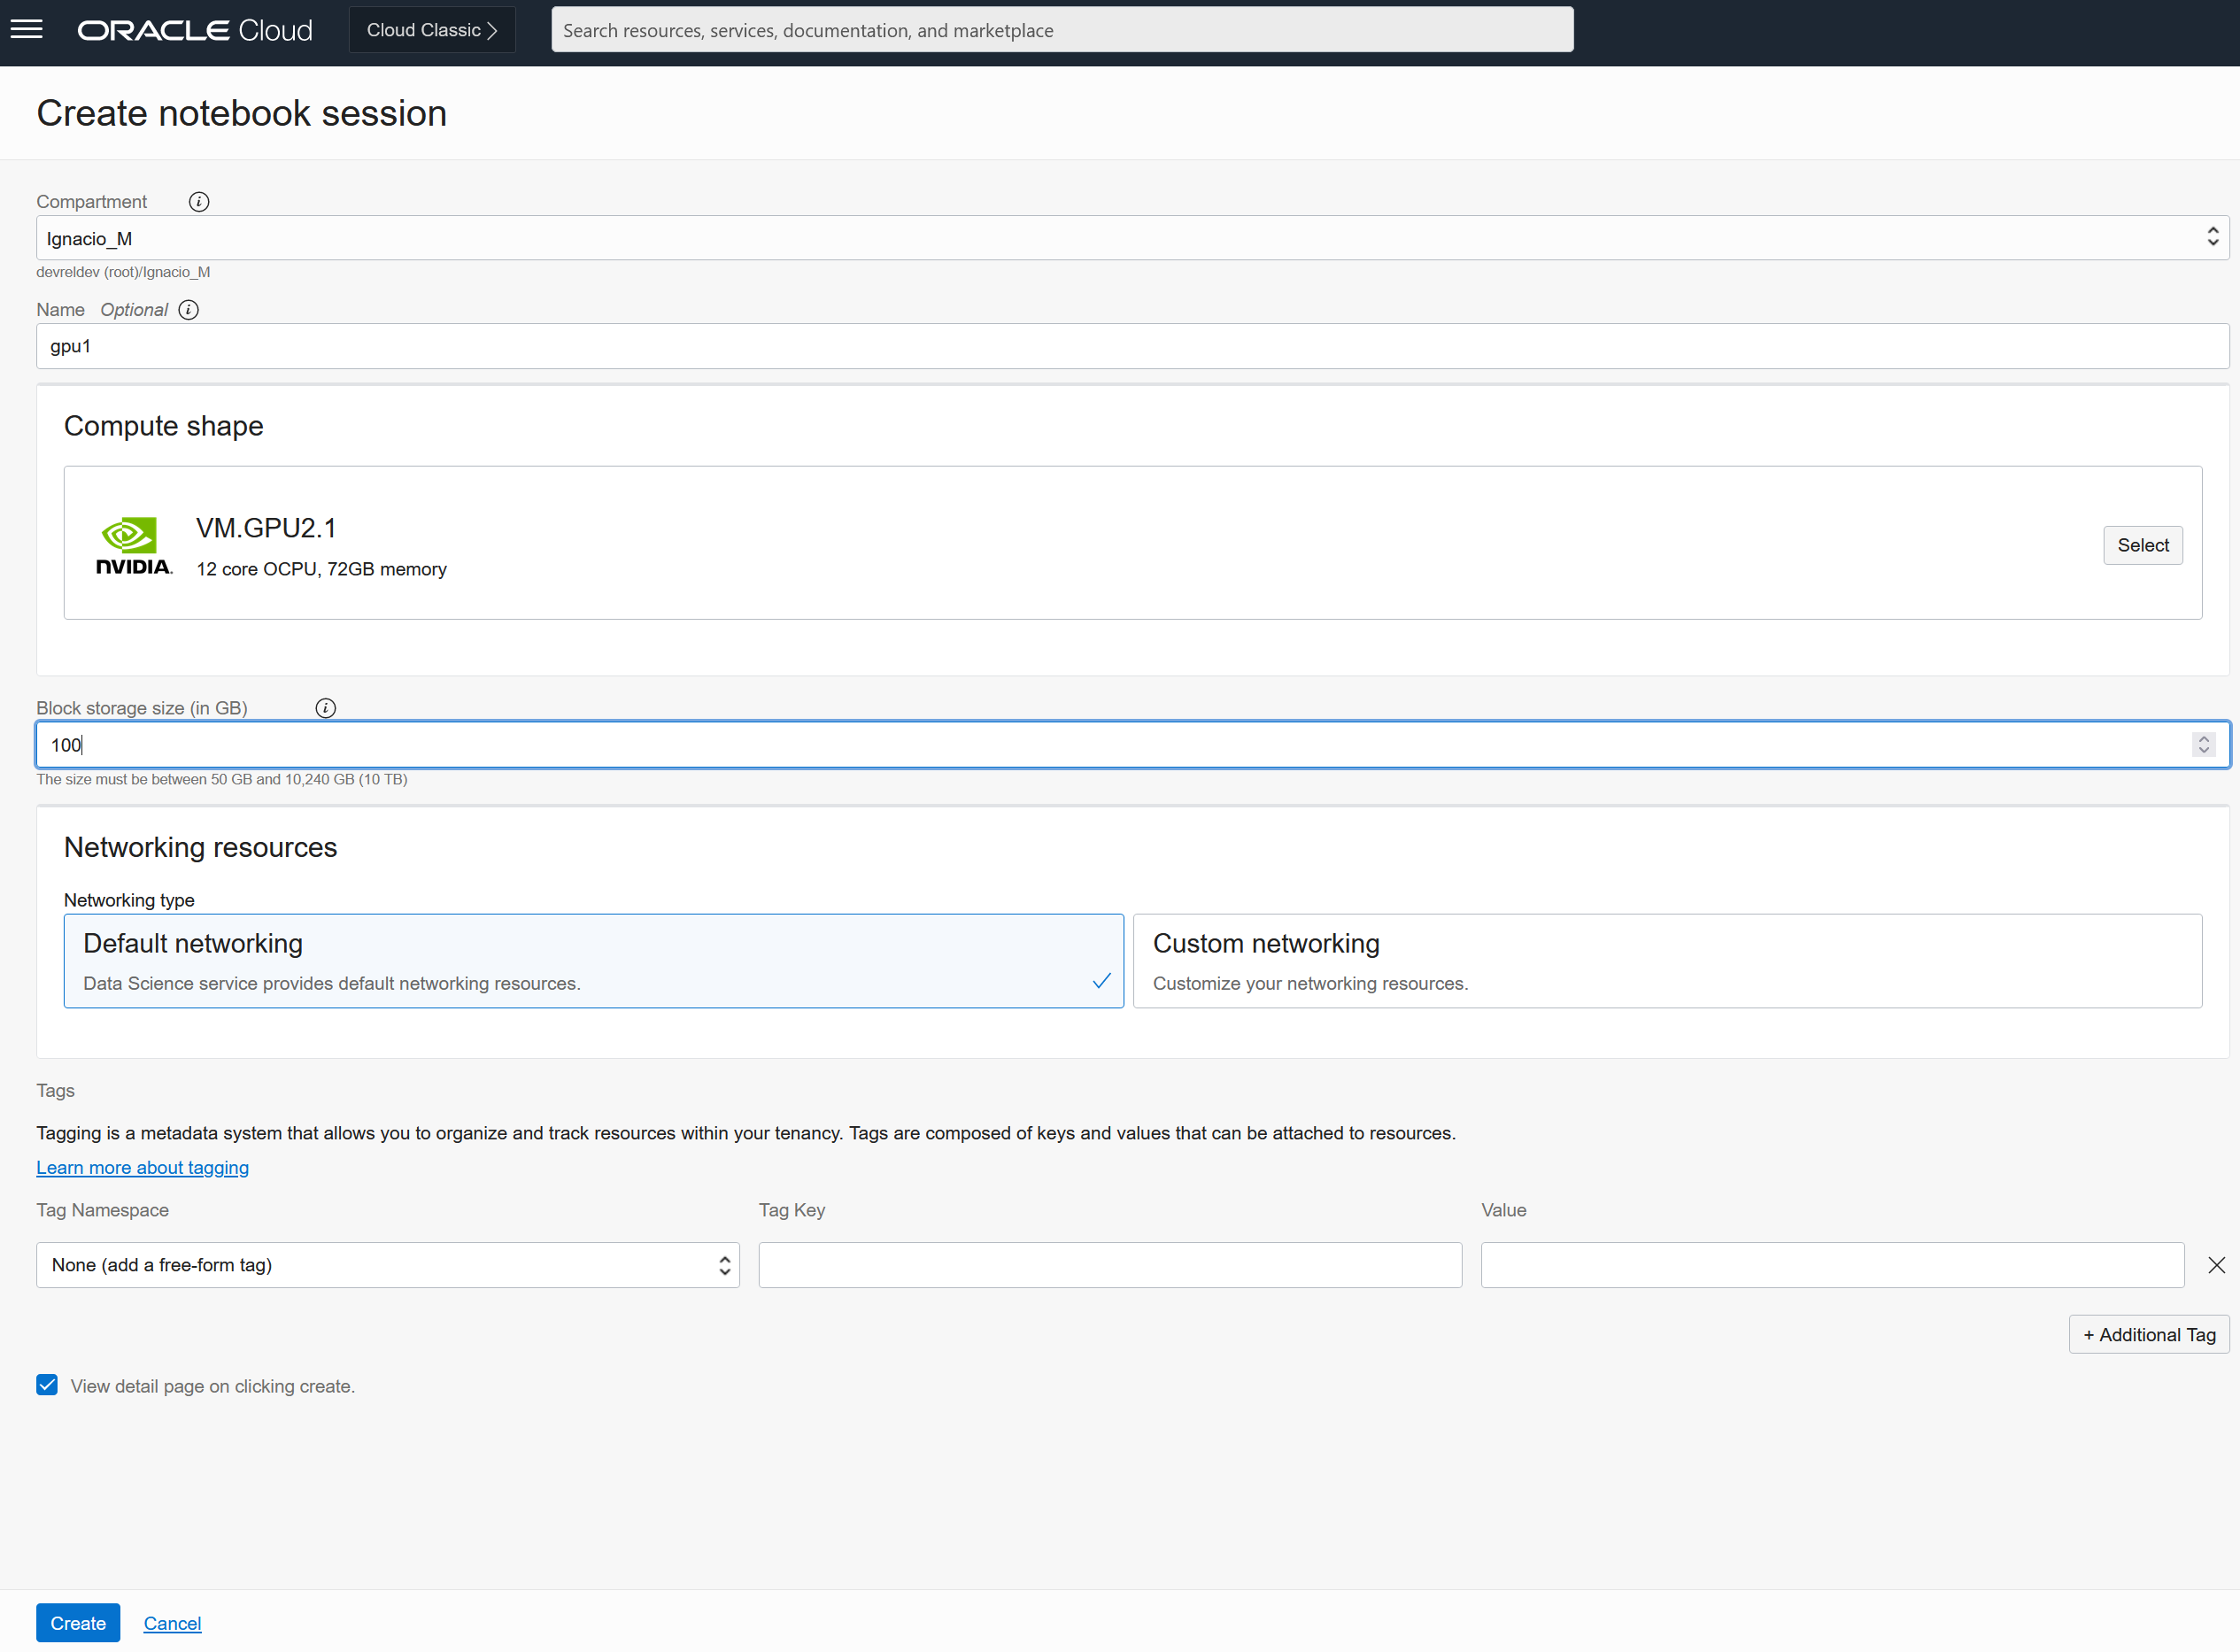 ORACLE Cloud
Cloud Classic
Search resources, services, documentation, and marketplace
Create notebook session
Compartment
Ignacio_M
devreldev (root)/Ignacio_M
Name Optional
gpu1
Compute shape
NVIDIA.
VM.GPU2.1
12 core OCPU, 72GB memory
Select
Block storage size (in GB)
100
The size must be between 50 GB and 10,240 GB (10 TB)
Networking resources
Networking type
Default networking
Data Science service provides default networking resources.
Custom networking
Customize your networking resources.
Tags
Tagging is a metadata system that allows you to organize and track resources within your tenancy. Tags are composed of keys and values that can be attached to resources.
Learn more about tagging
Tag Namespace Tag Key Value
None (add a free-form tag)
+ Additional Tag
View detail page on clicking create.
Create Cancel